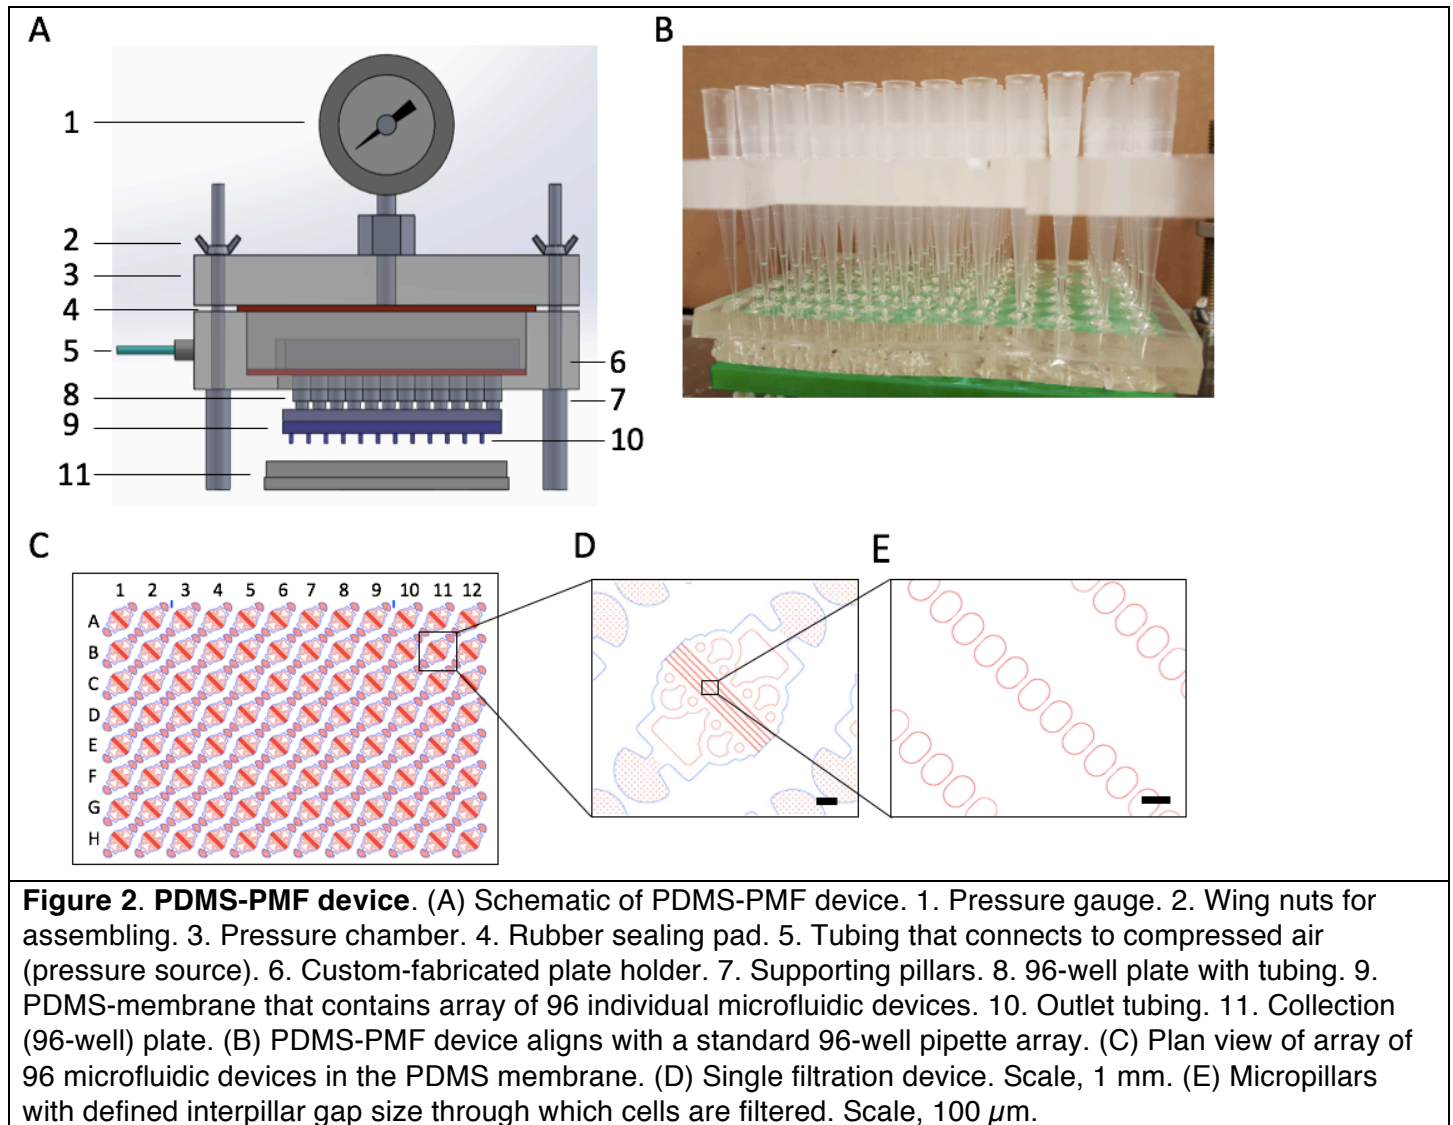 A
B
1
2
3
4
5
6
8
7
9
10
11
C
D
E
1 2 3 4 5 6 7 8 9 10 11 12
A
B
C
D
E
F
G
H
Figure 2. PDMS-PMF device. (A) Schematic of PDMS-PMF device. 1. Pressure gauge. 2. Wing nuts for
assembling. 3. Pressure chamber. 4. Rubber sealing pad. 5. Tubing that connects to compressed air
(pressure source). 6. Custom-fabricated plate holder. 7. Supporting pillars. 8. 96-well plate with tubing. 9.
PDMS-membrane that contains array of 96 individual microfluidic devices. 10. Outlet tubing. 11. Collection
(96-well) plate. (B) PDMS-PMF device aligns with a standard 96-well pipette array. (C) Plan view of array of
96 microfluidic devices in the PDMS membrane. (D) Single filtration device. Scale, 1 mm. (E) Micropillars
with defined interpillar gap size through which cells are filtered. Scale, 100 µm.